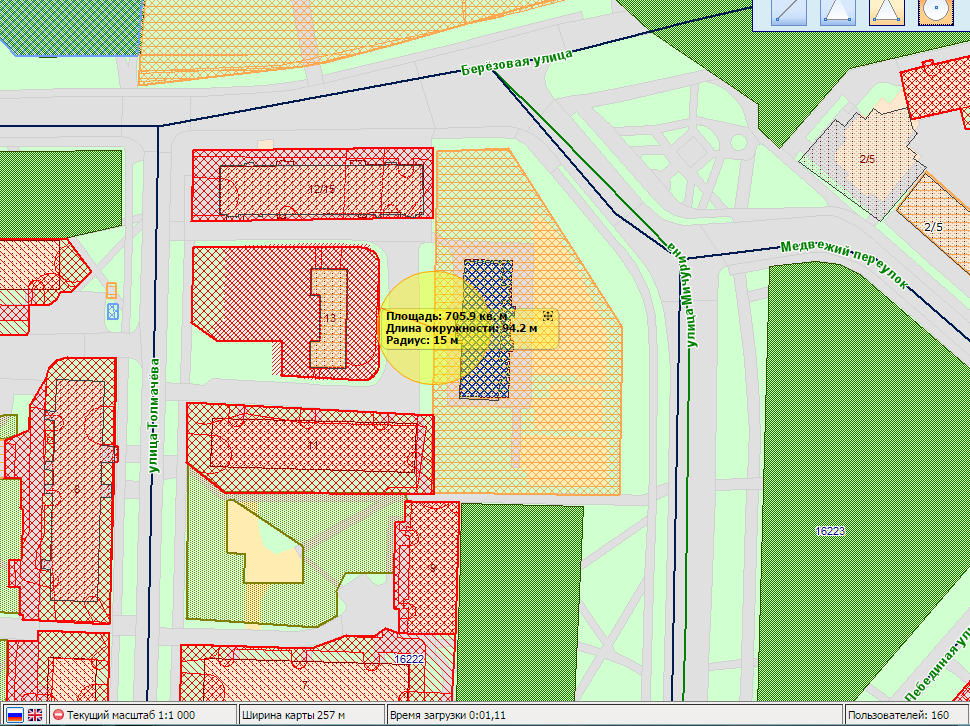 Берёзовая улица
2/5
12/15
2/5
улица Мичурина
Медвежий переулок
Площадь: 705.9 кв. м
Длина окружности: 94.2 м
Радиус: 15 м
13
улица Толмачёва
11
8
16223
9
16222
7
Лебединая ул
Текущий масштаб 1:1 000
Ширина карты 257 м
Время загрузки 0:01,11
Пользователей: 160